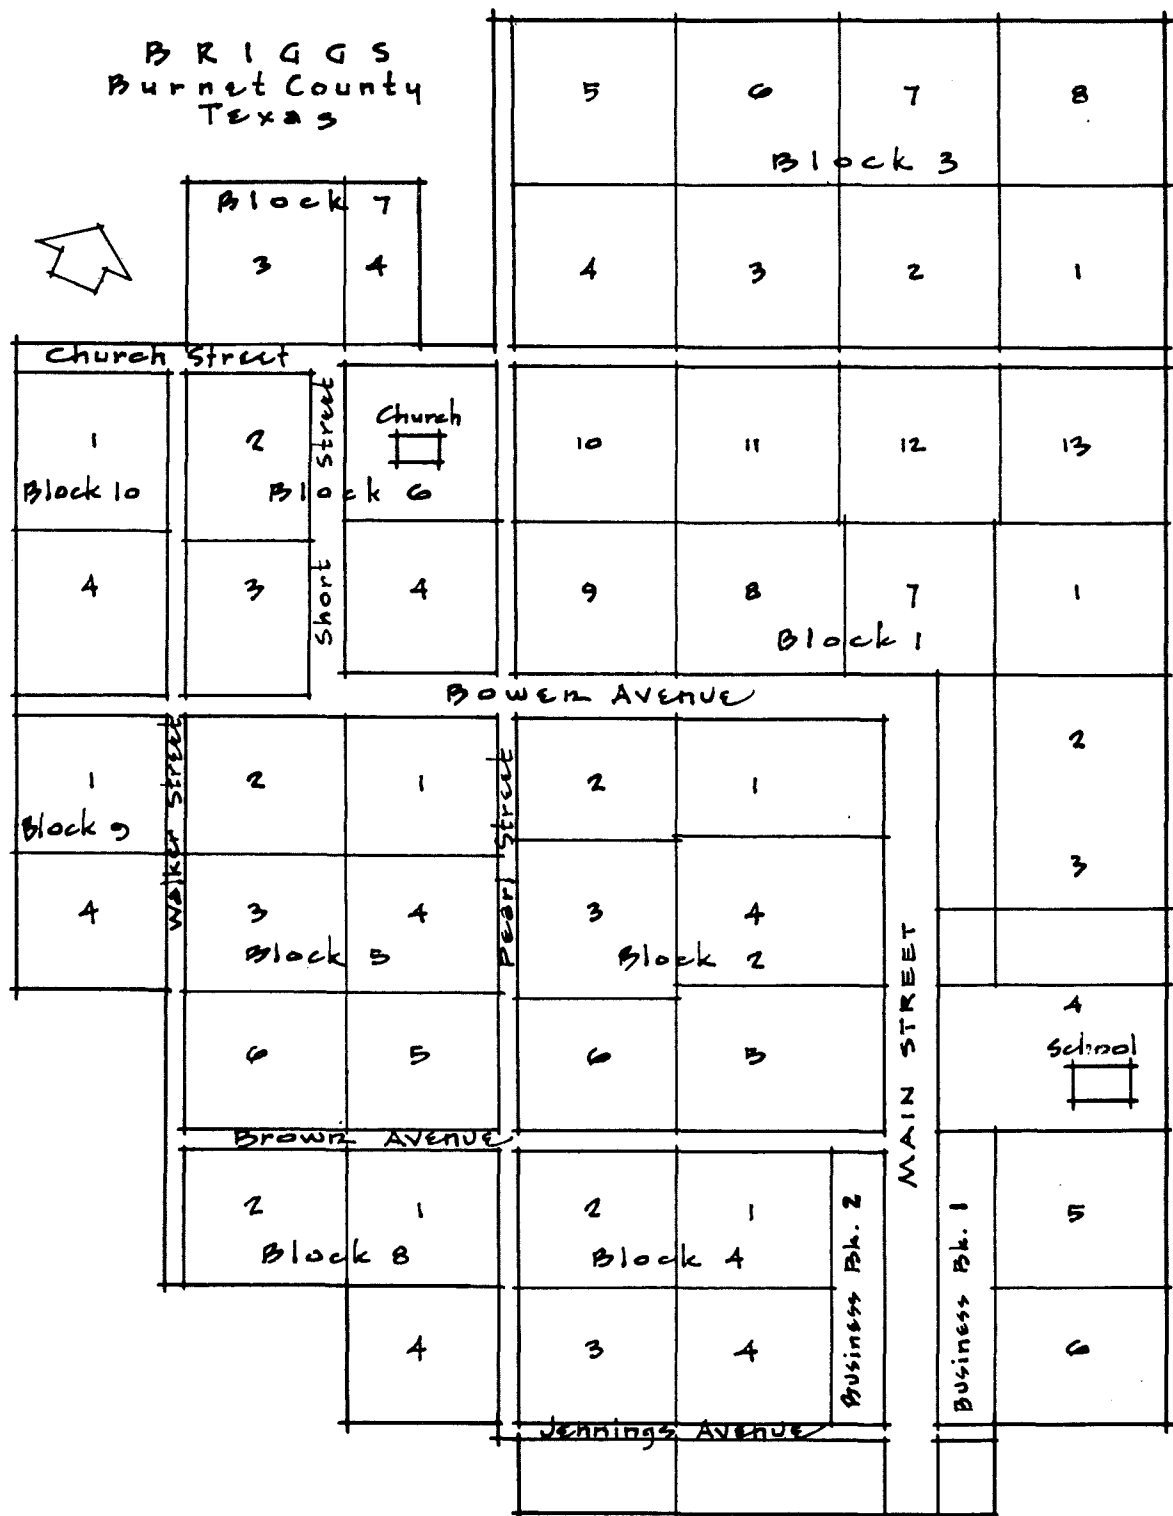 BRIGGS
Burnet County
Texas
5 6 7 8
Block 3
Block 7
3 4
4 3 2 1
Church Street
Short Street
Church
1 2
10 11 12 13
Block 10
Block 6
4 3 4
9 8 7 1
Block 1
BOWEN AVENUE
Walker Street
Pearl Street
MAIN STREET
1 2 1 2 1 2
Block 9
3
4 3 4 3 4
Block 5
Block 2
4
School
6 5 6 5
Brown Avenue
2 1 2 1 5
Block 8
Block 4
Business Bk. 2
Business Bk. 1
4 3 4 6
Jennings Avenue